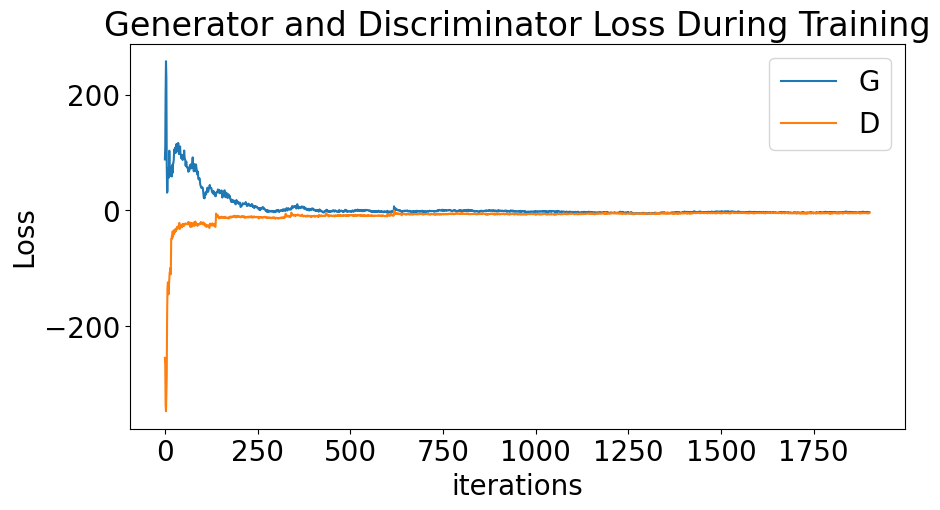 Generator and Discriminator Loss During Training
G
D
200
0
−200
Loss
0 250 500 750 1000 1250 1500 1750
iterations